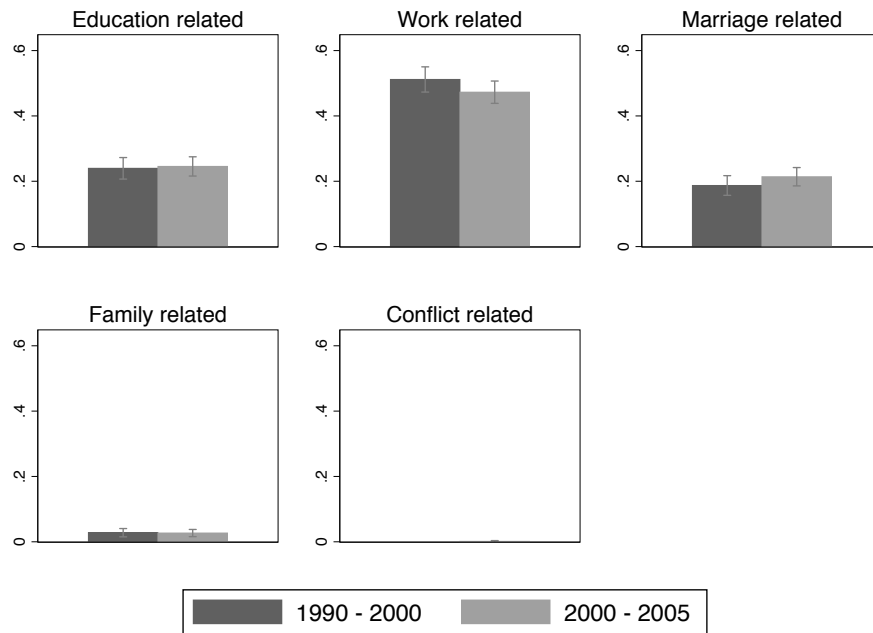 Education related
Work related
Marriage related
0 .2 .4 .6
0 .2 .4 .6
0 .2 .4 .6
Family related
Conflict related
0 .2 .4 .6
0 .2 .4 .6
1990 - 2000
2000 - 2005